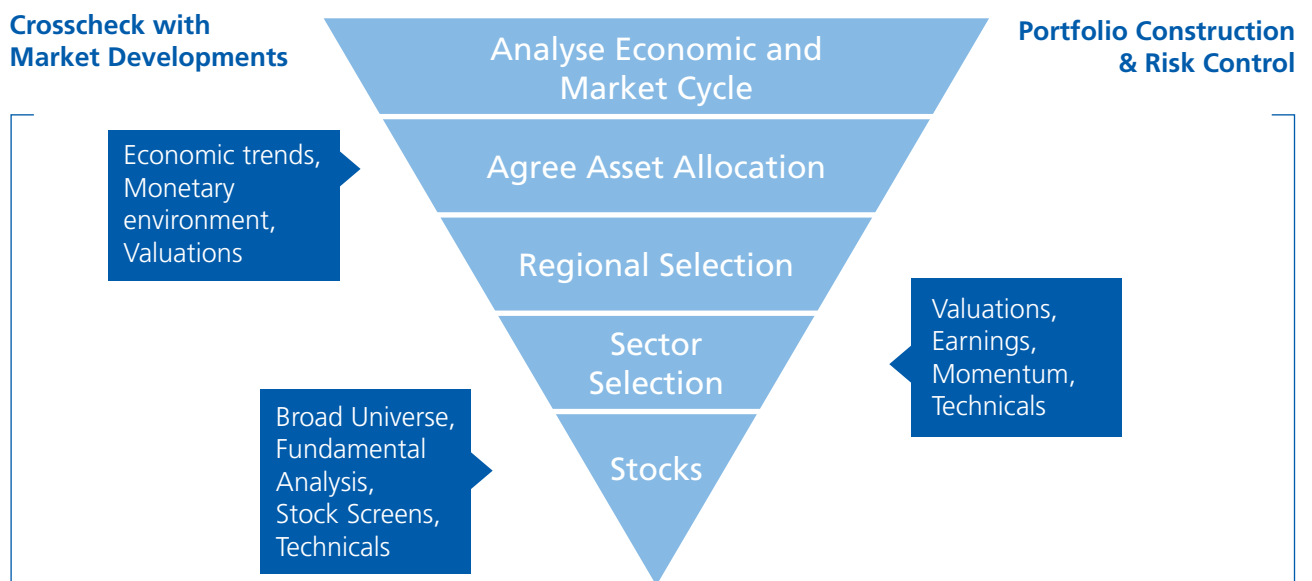 Crosscheck with
Market Developments
Analyse Economic and
Market Cycle
Portfolio Construction
& Risk Control
Economic trends,
Monetary
environment,
Valuations
Agree Asset Allocation
Regional Selection
Valuations,
Earnings,
Momentum,
Technicals
Sector
Selection
Broad Universe,
Fundamental
Analysis,
Stock Screens,
Technicals
Stocks